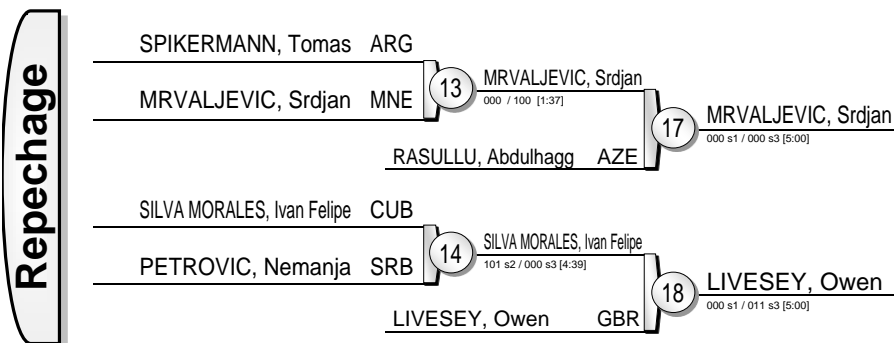 Repechage
SPIKERMANN, Tomas ARG
MRVALJEVIC, Srdjan MNE
13
MRVALJEVIC, Srdjan
000 / 100 [1:37]
RASULLU, Abdulhagg AZE
17
MRVALJEVIC, Srdjan
000 s1 / 000 s3 [5:00]
SILVA MORALES, Ivan Felipe CUB
PETROVIC, Nemanja SRB
14
SILVA MORALES, Ivan Felipe
101 s2 / 000 s3 [4:39]
LIVESEY, Owen GBR
18
LIVESEY, Owen
000 s1 / 011 s3 [5:00]